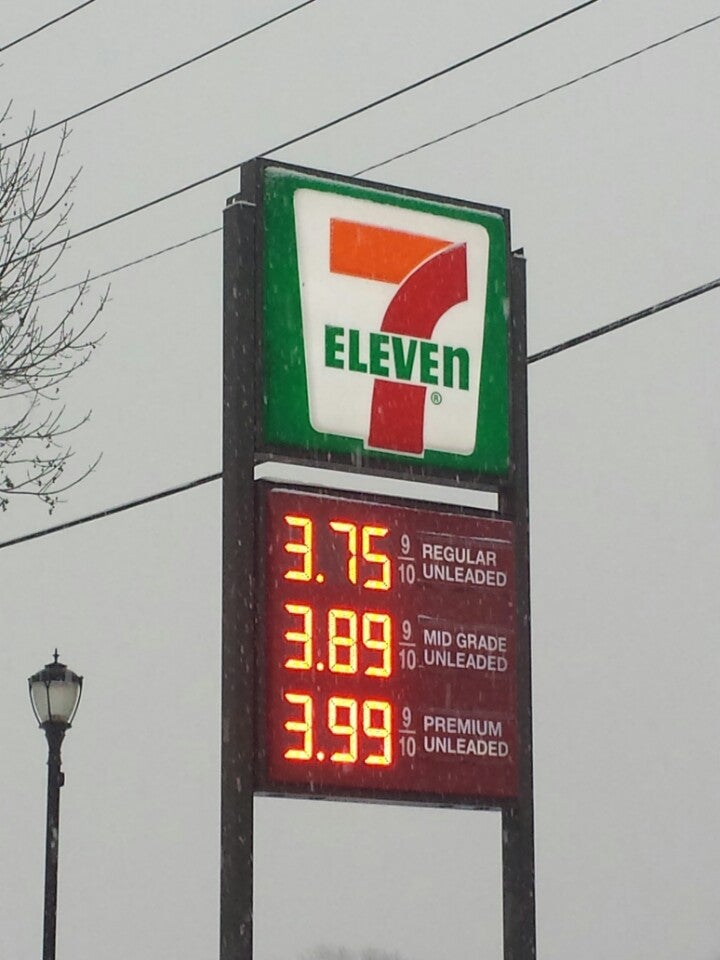 7
ELEVEn
®
3.75 9/10 REGULAR UNLEADED
3.89 9/10 MID GRADE UNLEADED
3.99 9/10 PREMIUM UNLEADED